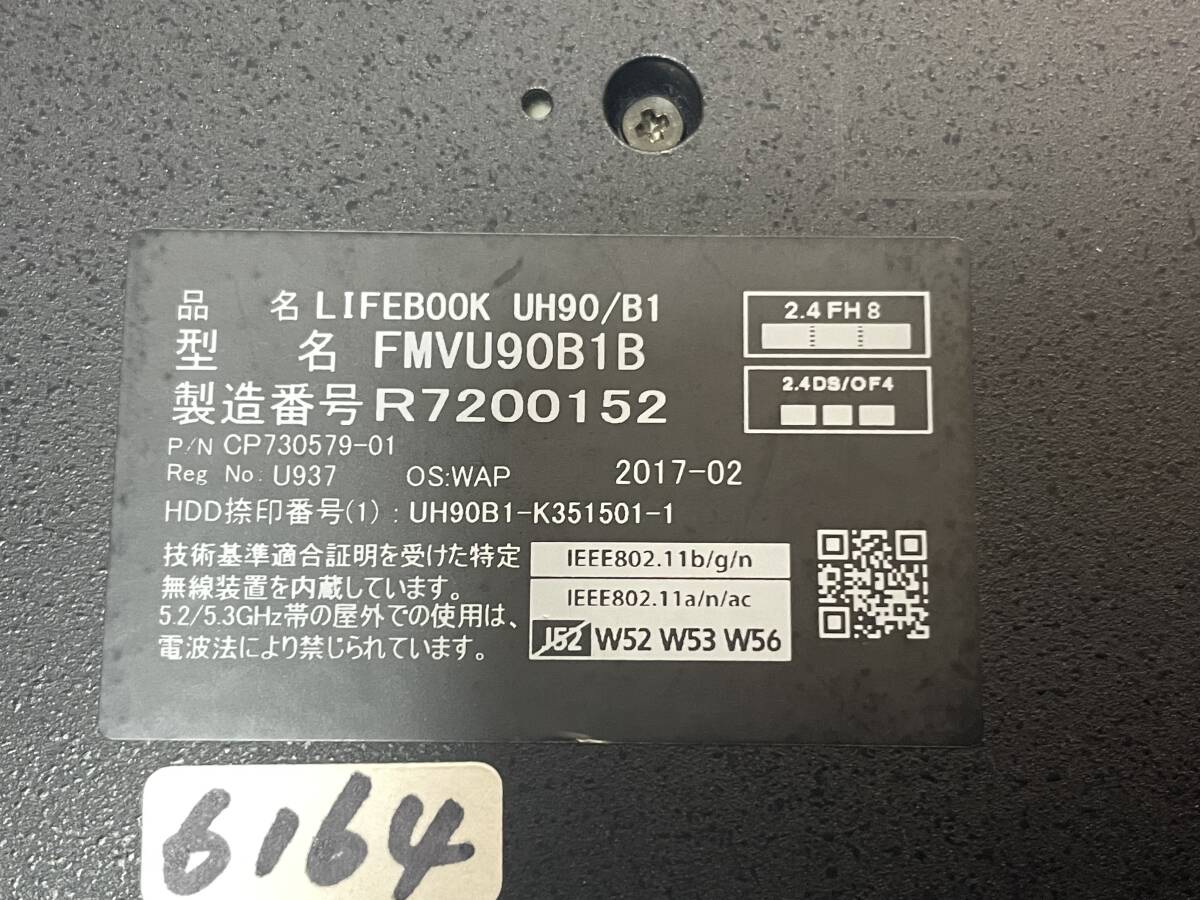 品 名 LIFEBOOK UH90/B1
型 名 FMVU90B1B
製造番号 R7200152
P/N CP730579-01
Reg No: U937 OS:WAP 2017-02
HDD捺印番号(1) : UH90B1-K351501-1
技術基準適合証明を受けた特定
無線装置を内蔵しています。
5.2/5.3GHz帯の屋外での使用は、
電波法により禁じられています。
2.4FH8
2.4DS/OF4
IEEE802.11b/g/n
IEEE802.11a/n/ac
J52 W52 W53 W56
6164